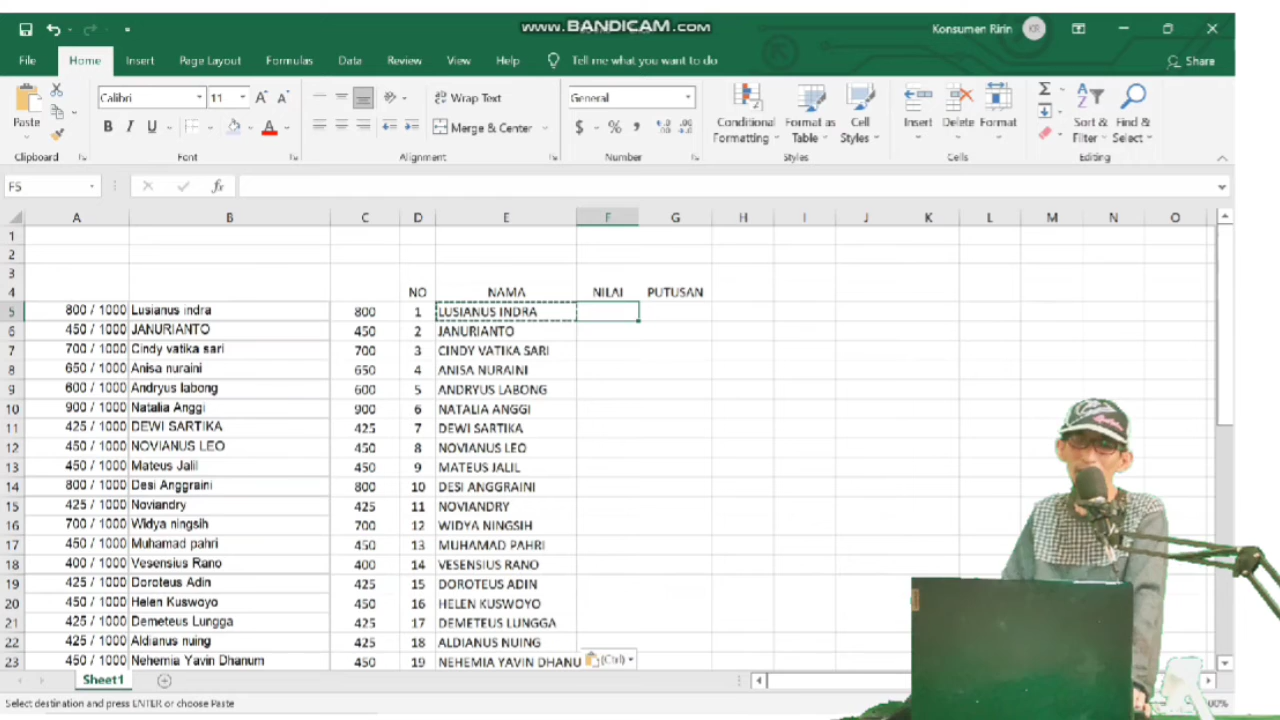 www.BANDICAM.com
Konsumen Ririn
KR
File Home Insert Page Layout Formulas Data Review View Help Tell me what you want to do Share
Paste
Calibri 11
B I U
A
Wrap Text
Merge & Center
General
$ % ,
Conditional Formatting
Format as Table
Cell Styles
Insert Delete Format
Sort & Filter
Find & Select
Clipboard Font Alignment Number Styles Cells Editing
F5 fx
A B C D E F G H I J K L M N O
1
2
3
4 NO NAMA NILAI PUTUSAN
5 800 / 1000 Lusianus indra 800 1 LUSIANUS INDRA
6 450 / 1000 JANURIANTO 450 2 JANURIANTO
7 700 / 1000 Cindy vatika sari 700 3 CINDY VATIKA SARI
8 650 / 1000 Anisa nuraini 650 4 ANISA NURAINI
9 600 / 1000 Andryus labong 600 5 ANDRYUS LABONG
10 900 / 1000 Natalia Anggi 900 6 NATALIA ANGGI
11 425 / 1000 DEWI SARTIKA 425 7 DEWI SARTIKA
12 450 / 1000 NOVIANUS LEO 450 8 NOVIANUS LEO
13 450 / 1000 Mateus Jalil 450 9 MATEUS JALIL
14 800 / 1000 Desi Anggraini 800 10 DESI ANGGRAINI
15 425 / 1000 Noviandry 425 11 NOVIANDRY
16 700 / 1000 Widya ningsih 700 12 WIDYA NINGSIH
17 450 / 1000 Muhamad pahri 450 13 MUHAMAD PAHRI
18 400 / 1000 Vesensius Rano 400 14 VESENSIUS RANO
19 425 / 1000 Doroteus Adin 425 15 DOROTEUS ADIN
20 450 / 1000 Helen Kuswoyo 450 16 HELEN KUSWOYO
21 425 / 1000 Demeteus Lungga 425 17 DEMETEUS LUNGGA
22 425 / 1000 Aldianus nuing 425 18 ALDIANUS NUING
23 450 / 1000 Nehemia Yavin Dhanum 450 19 NEHEMIA YAVIN DHANU (Ctrl)
Sheet1
Select destination and press ENTER or choose Paste